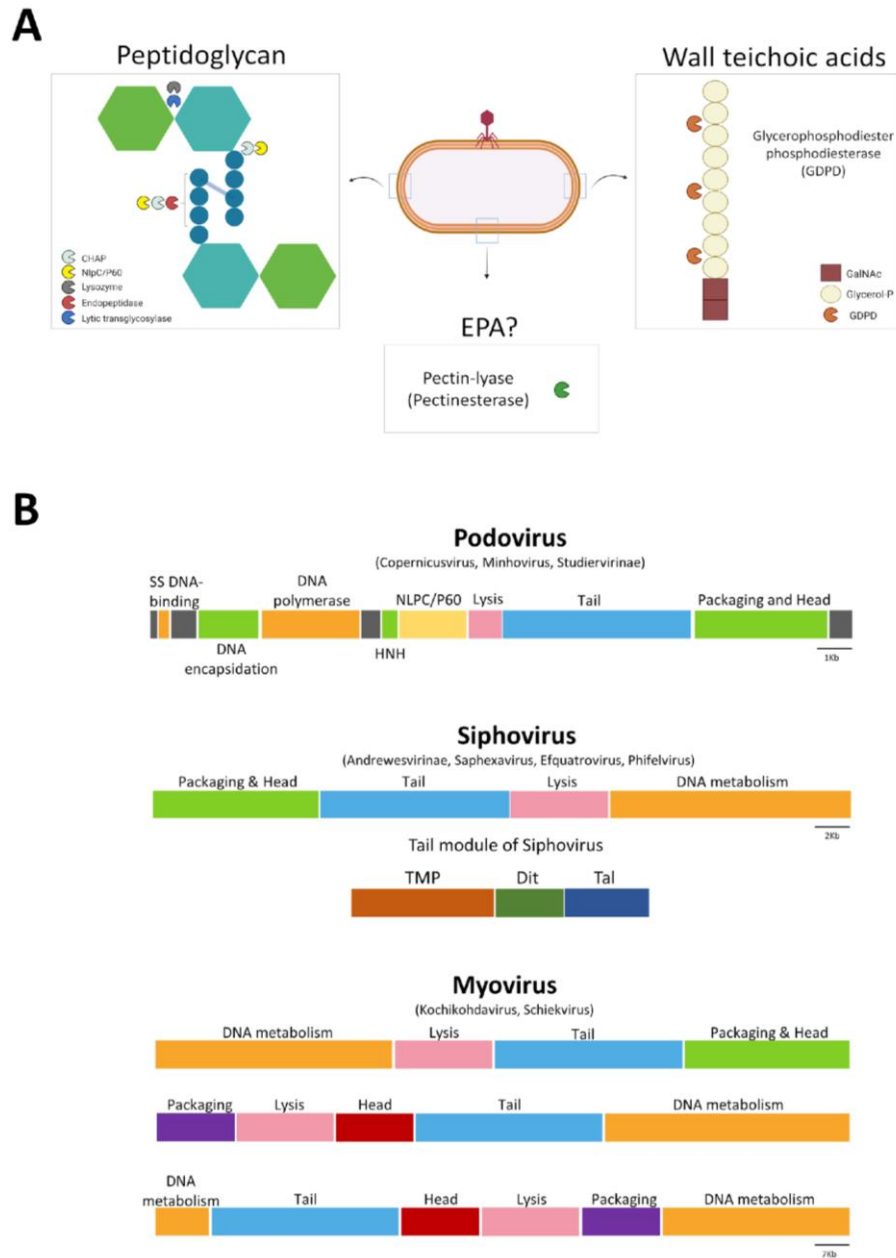 A
Peptidoglycan
CHAP
NlpC/P60
Lysozyme
Endopeptidase
Lytic transglycosylase
EPA?
Pectin-lyase
(Pectinesterase)
Wall teichoic acids
Glycerophosphodiester
phosphodiesterase
(GDPD)
GalNAc
Glycerol-P
GDPD
B
Podovirus
(Copernicusvirus, Minhovirus, Studiervirinae)
SS DNA-
binding
DNA
polymerase
NLPC/P60
Lysis
Tail
Packaging and Head
DNA
encapsidation
HNH
1Kb
Siphovirus
(Andrewesvirinae, Saphexavirus, Efquatrovirus, Phifelvirus)
Packaging & Head
Tail
Lysis
DNA metabolism
2Kb
Tail module of Siphovirus
TMP
Dit
Tal
Myovirus
(Kochikohdavirus, Schiekvirus)
DNA metabolism
Lysis
Tail
Packaging & Head
Packaging
Lysis
Head
Tail
DNA metabolism
DNA
metabolism
Tail
Head
Lysis
Packaging
DNA metabolism
7Kb